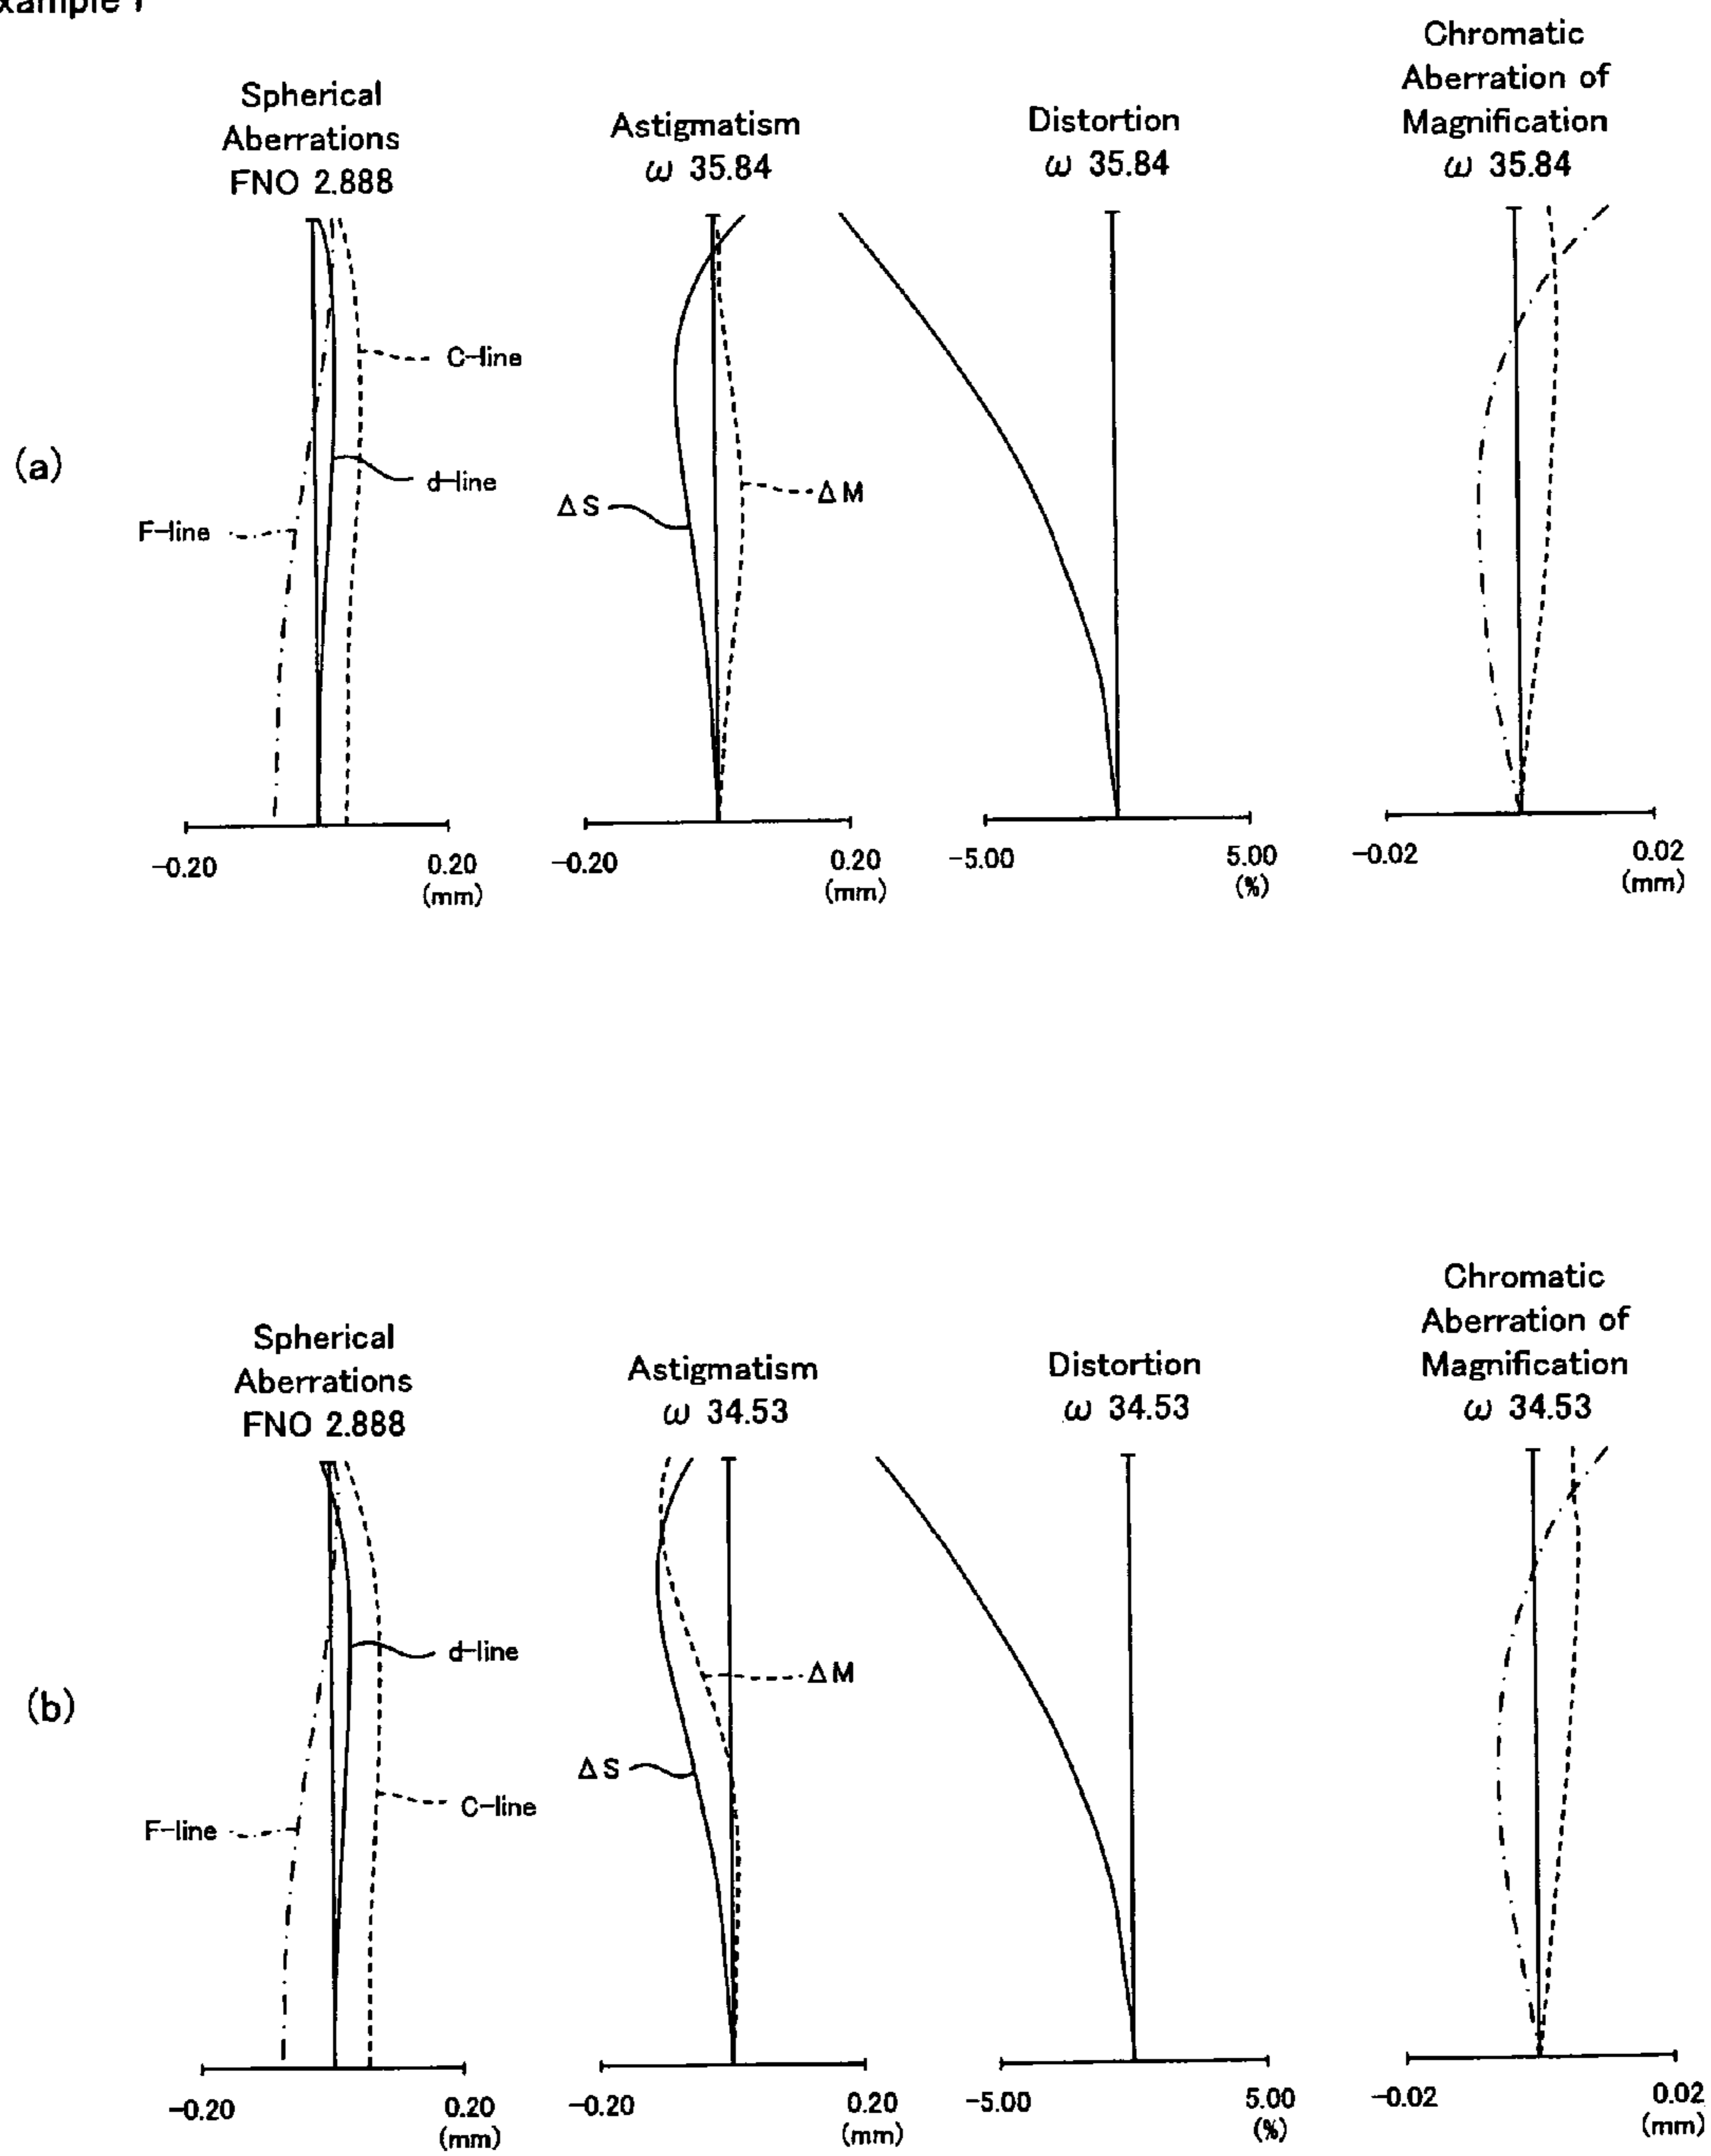 Spherical
Aberrations
FNO 2.888
Astigmatism
ω 35.84
Distortion
ω 35.84
Chromatic
Aberration of
Magnification
ω 35.84
(a)
C-line
d-line
F-line
ΔS
ΔM
-0.20
0.20
(mm)
-0.20
0.20
(mm)
-5.00
5.00
(%)
-0.02
0.02
(mm)
Spherical
Aberrations
FNO 2.888
Astigmatism
ω 34.53
Distortion
ω 34.53
Chromatic
Aberration of
Magnification
ω 34.53
(b)
d-line
C-line
F-line
ΔM
ΔS
-0.20
0.20
(mm)
-0.20
0.20
(mm)
-5.00
5.00
(%)
-0.02
0.02
(mm)